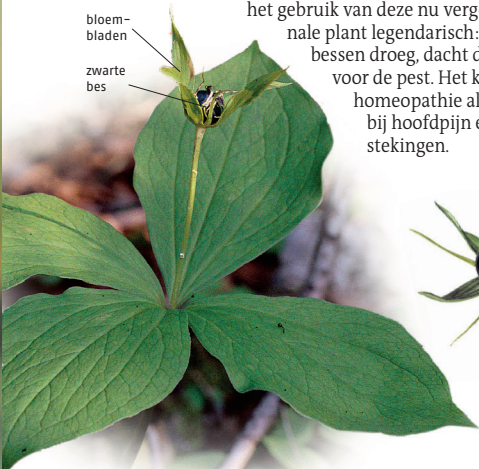 het gebruik van deze nu verge
nale plant legendarisch:
bessen droeg, dacht d
voor de pest. Het k
homeopathie al
bij hoofdpijn e
stekingen.
bloem-
bladen
zwarte
bes